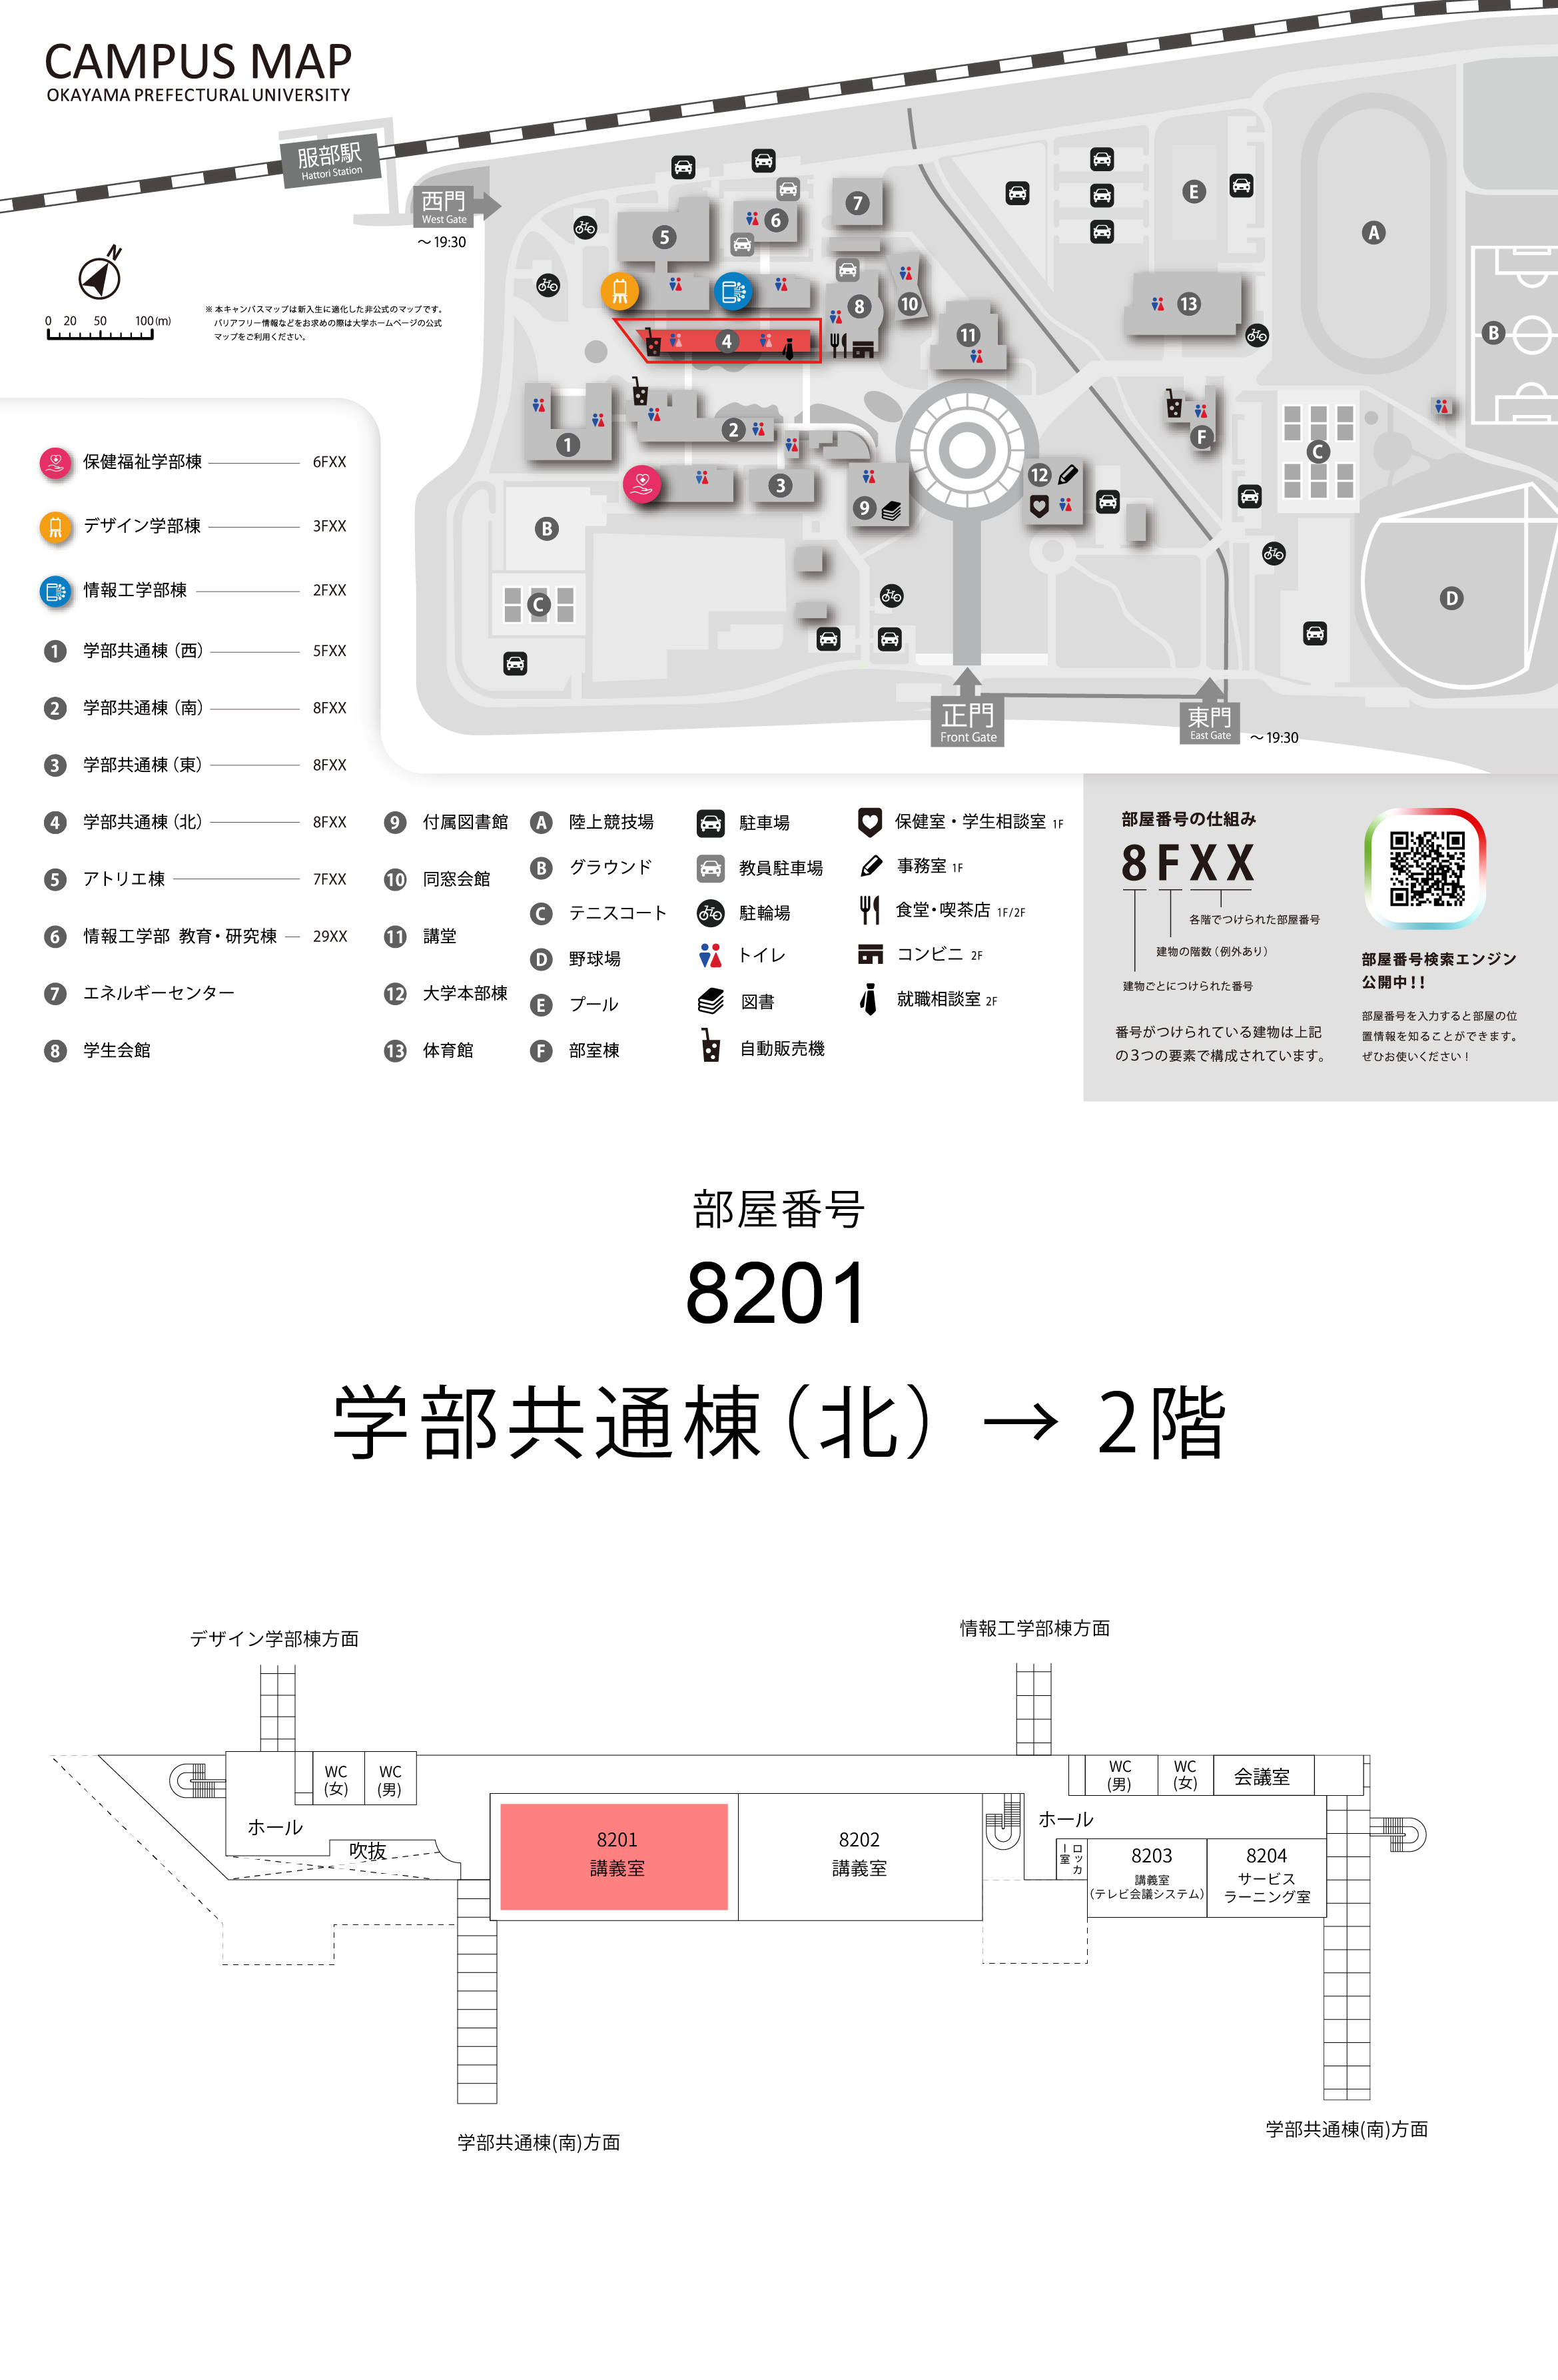 CAMPUS MAP
OKAYAMA PREFECTURAL UNIVERSITY
服部駅
Hattori Station
西門
West Gate
～19:30
N
0 20 50 100(m)
※ 本キャンパスマップは新入生に適化した非公式のマップです。
バリアフリー情報などをお求めの際は大学ホームページの公式
マップをご利用ください。
5
6
7
E
A
8
10
13
4
11
B
1
2
F
C
3
9
12
B
C
D
正門
Front Gate
東門
East Gate
～19:30
保健福祉学部棟 6FXX
デザイン学部棟 3FXX
情報工学部棟 2FXX
1 学部共通棟（西） 5FXX
2 学部共通棟（南） 8FXX
3 学部共通棟（東） 8FXX
4 学部共通棟（北） 8FXX
5 アトリエ棟 7FXX
6 情報工学部 教育・研究棟 29XX
7 エネルギーセンター
8 学生会館
9 付属図書館
10 同窓会館
11 講堂
12 大学本部棟
13 体育館
A 陸上競技場
B グラウンド
C テニスコート
D 野球場
E プール
F 部室棟
駐車場
教員駐車場
駐輪場
トイレ
図書
自動販売機
保健室・学生相談室 1F
事務室 1F
食堂・喫茶店 1F/2F
コンビニ 2F
就職相談室 2F
部屋番号の仕組み
8FXX
各階でつけられた部屋番号
建物の階数（例外あり）
建物ごとにつけられた番号
番号がつけられている建物は上記
の３つの要素で構成されています。
部屋番号検索エンジン
公開中！！
部屋番号を入力すると部屋の位
置情報を知ることができます。
ぜひお使いください！
部屋番号
8201
学部共通棟（北） → 2階
デザイン学部棟方面
情報工学部棟方面
WC
(女)
WC
(男)
WC
(男)
WC
(女)
会議室
ホール
吹抜
8201
講義室
8202
講義室
ホール
ロッカー室
8203
講義室
（テレビ会議システム）
8204
サービス
ラーニング室
学部共通棟(南)方面
学部共通棟(南)方面